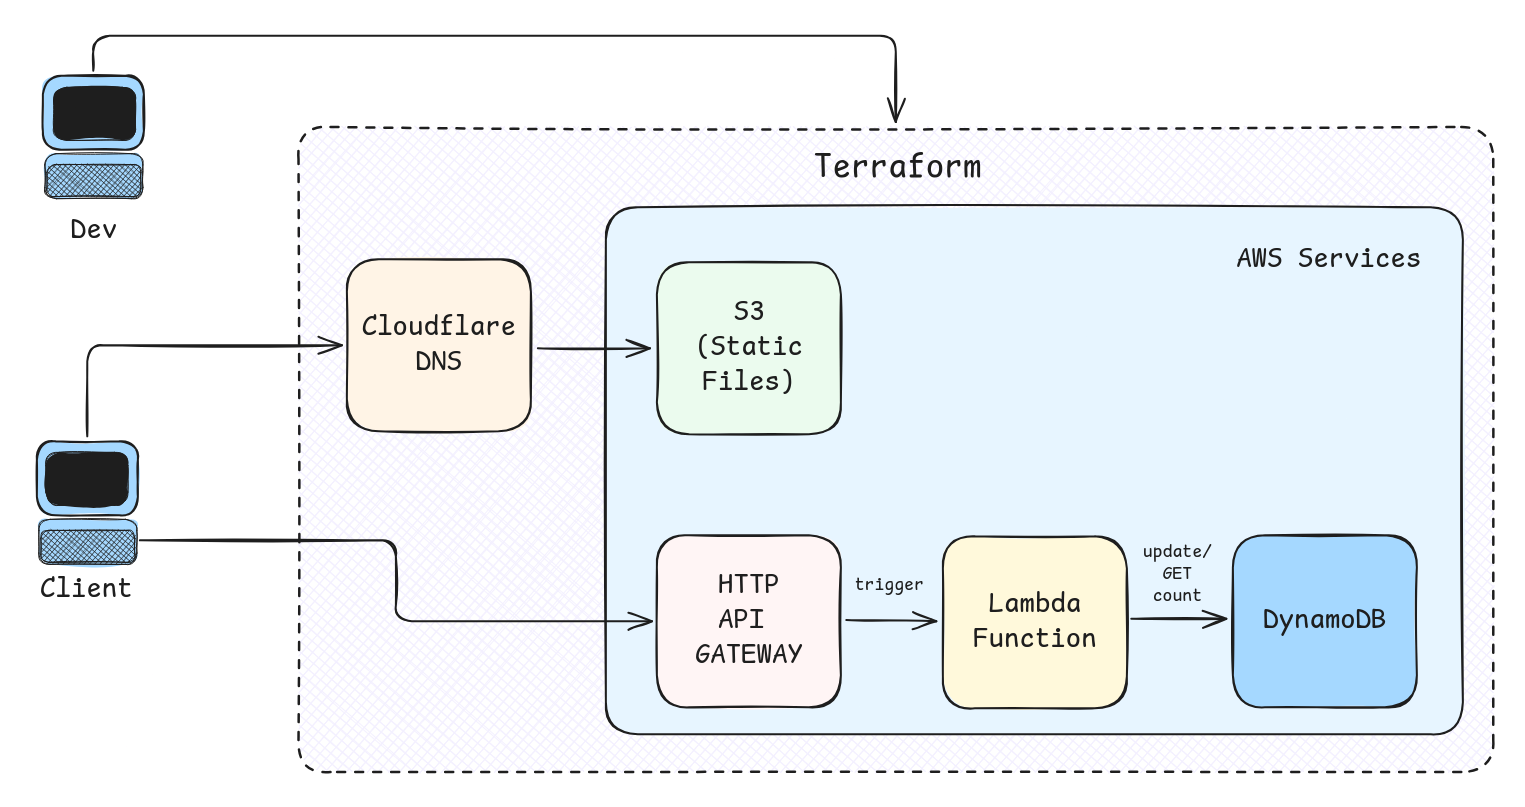 Terraform
Dev
AWS Services
Cloudflare
DNS
S3
(Static
Files)
Client
HTTP
API
GATEWAY
trigger
Lambda
Function
update/
GET
count
DynamoDB